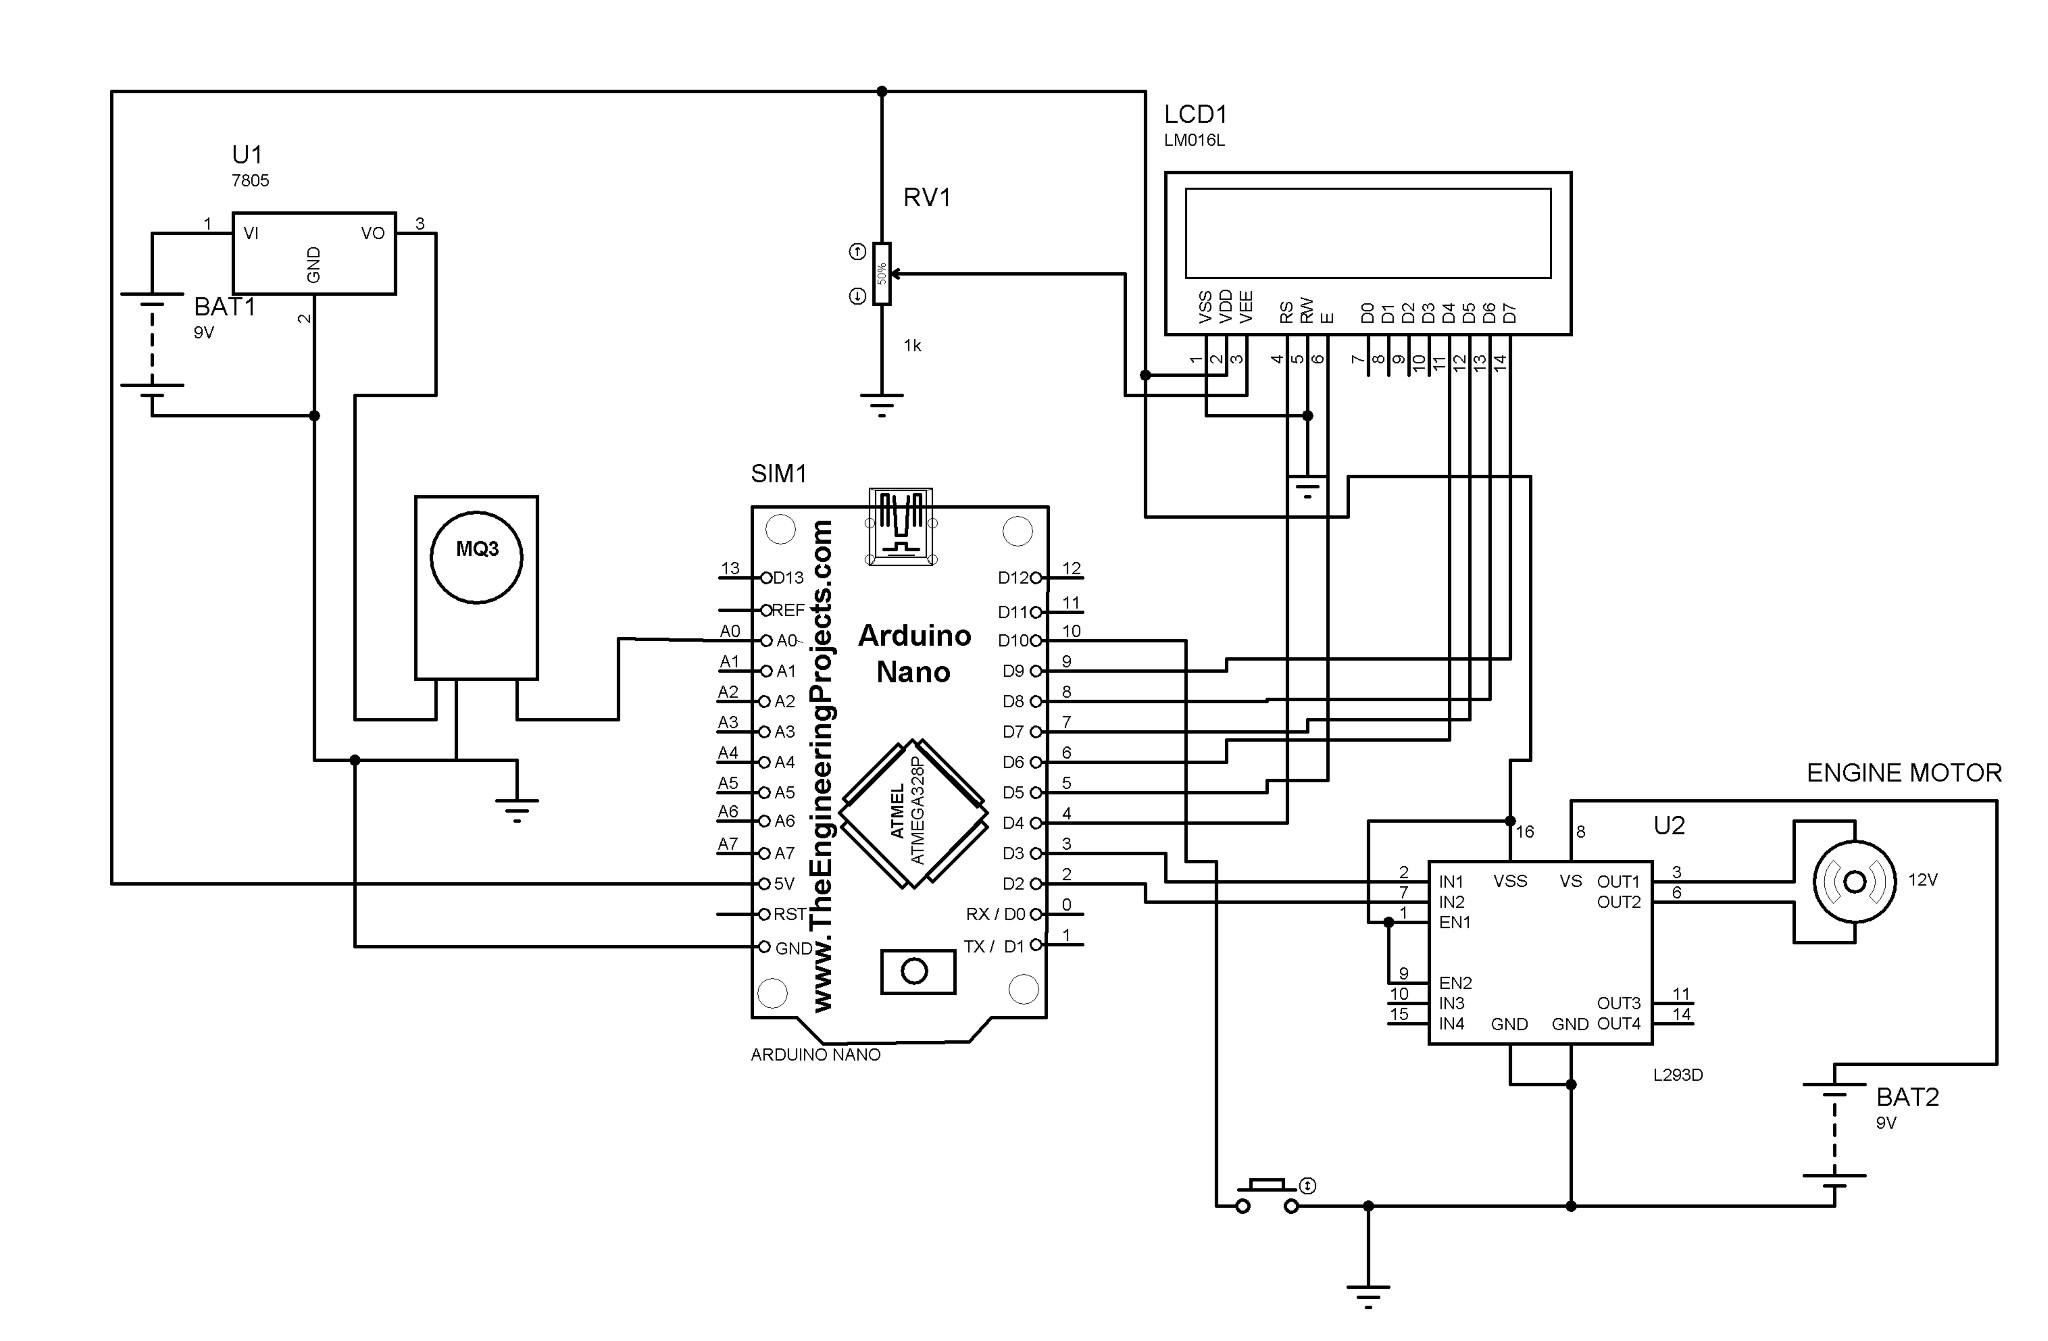 U1
7805
1
VI
VO
3
GND
2
BAT1
9V
RV1
50%
1k
LCD1
LM016L
VSS
VDD
VEE
RS
RW
E
D0
D1
D2
D3
D4
D5
D6
D7
1
2
3
4
5
6
7
8
9
10
11
12
13
14
MQ3
SIM1
www.TheEngineeringProjects.com
Arduino
Nano
ATMEL
ATMEGA328P
13 D13
REF
A0 A0
A1 A1
A2 A2
A3 A3
A4 A4
A5 A5
A6 A6
A7 A7
5V
RST
GND
D12 12
D11 11
D10 10
D9 9
D8 8
D7 7
D6 6
D5 5
D4 4
D3 3
D2 2
RX / D0 0
TX / D1 1
ARDUINO NANO
ENGINE MOTOR
12V
U2
16
8
2 IN1
7 IN2
1 EN1
9 EN2
10 IN3
15 IN4
VSS
VS
OUT1 3
OUT2 6
OUT3 11
OUT4 14
GND
GND
L293D
BAT2
9V